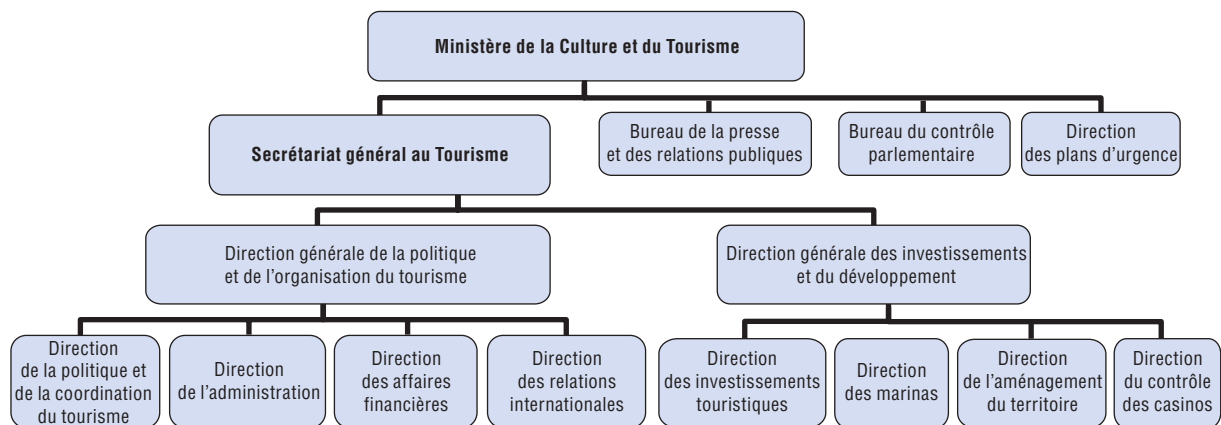 Ministère de la Culture et du Tourisme
Secrétariat général au Tourisme
Bureau de la presse
et des relations publiques
Bureau du contrôle
parlementaire
Direction
des plans d’urgence
Direction générale de la politique
et de l’organisation du tourisme
Direction générale des investissements
et du développement
Direction
de la politique et
de la coordination
du tourisme
Direction
de l’administration
Direction
des affaires
financières
Direction
des relations
internationales
Direction
des investissements
touristiques
Direction
des marinas
Direction
de l’aménagement
du territoire
Direction
du contrôle
des casinos